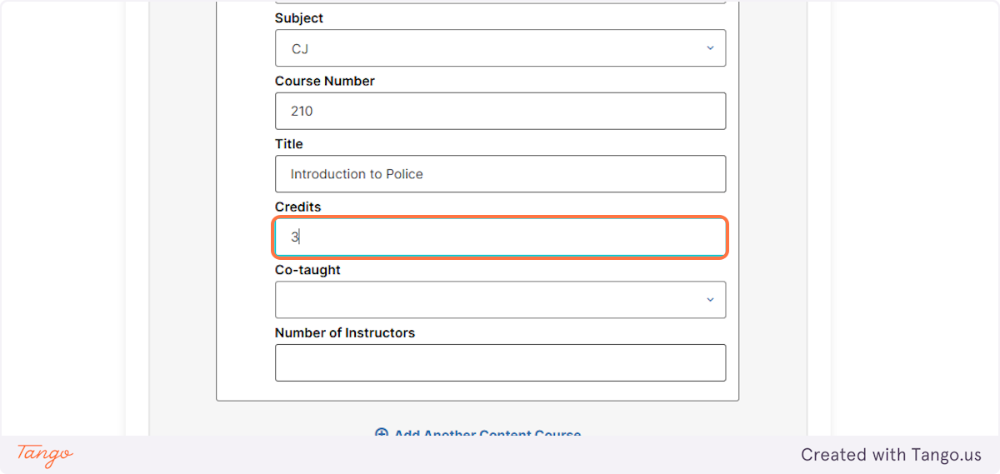 Subject
CJ
Course Number
210
Title
Introduction to Police
Credits
3
Co-taught
Number of Instructors
Add Another Content Course
Tango
Created with Tango.us